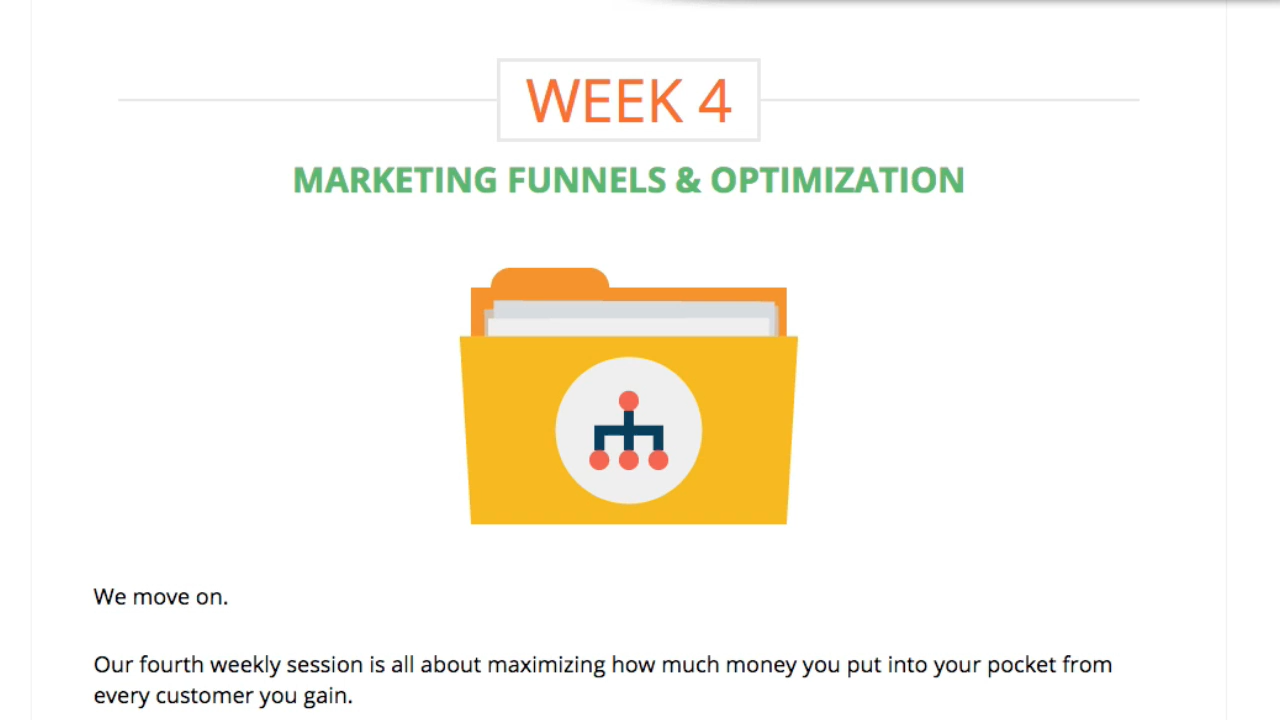 WEEK 4
MARKETING FUNNELS & OPTIMIZATION
We move on.
Our fourth weekly session is all about maximizing how much money you put into your pocket from
every customer you gain.